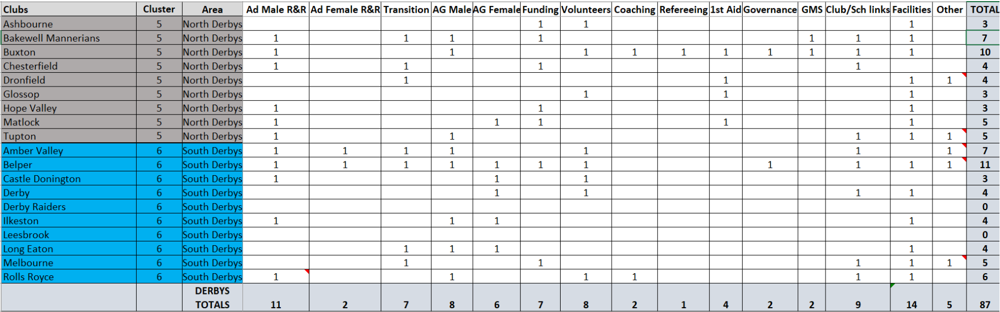 Clubs Cluster Area Ad Male R&R Ad Female R&R Transition AG Male AG Female Funding Volunteers Coaching Refereeing 1st Aid Governance GMS Club/Sch links Facilities Other TOTAL
Ashbourne 5 North Derbys 1 1 1 3
Bakewell Mannerians 5 North Derbys 1 1 1 1 1 1 1 7
Buxton 5 North Derbys 1 1 1 1 1 1 1 1 1 1 10
Chesterfield 5 North Derbys 1 1 1 1 4
Dronfield 5 North Derbys 1 1 1 1 4
Glossop 5 North Derbys 1 1 1 3
Hope Valley 5 North Derbys 1 1 1 3
Matlock 5 North Derbys 1 1 1 1 1 5
Tupton 5 North Derbys 1 1 1 1 1 5
Amber Valley 6 South Derbys 1 1 1 1 1 1 1 7
Belper 6 South Derbys 1 1 1 1 1 1 1 1 1 1 1 11
Castle Donington 6 South Derbys 1 1 1 3
Derby 6 South Derbys 1 1 1 1 4
Derby Raiders 6 South Derbys 0
Ilkeston 6 South Derbys 1 1 1 1 4
Leesbrook 6 South Derbys 0
Long Eaton 6 South Derbys 1 1 1 1 4
Melbourne 6 South Derbys 1 1 1 1 1 5
Rolls Royce 6 South Derbys 1 1 1 1 1 1 6
DERBYS
TOTALS 11 2 7 8 6 7 8 2 1 4 2 2 9 14 5 87